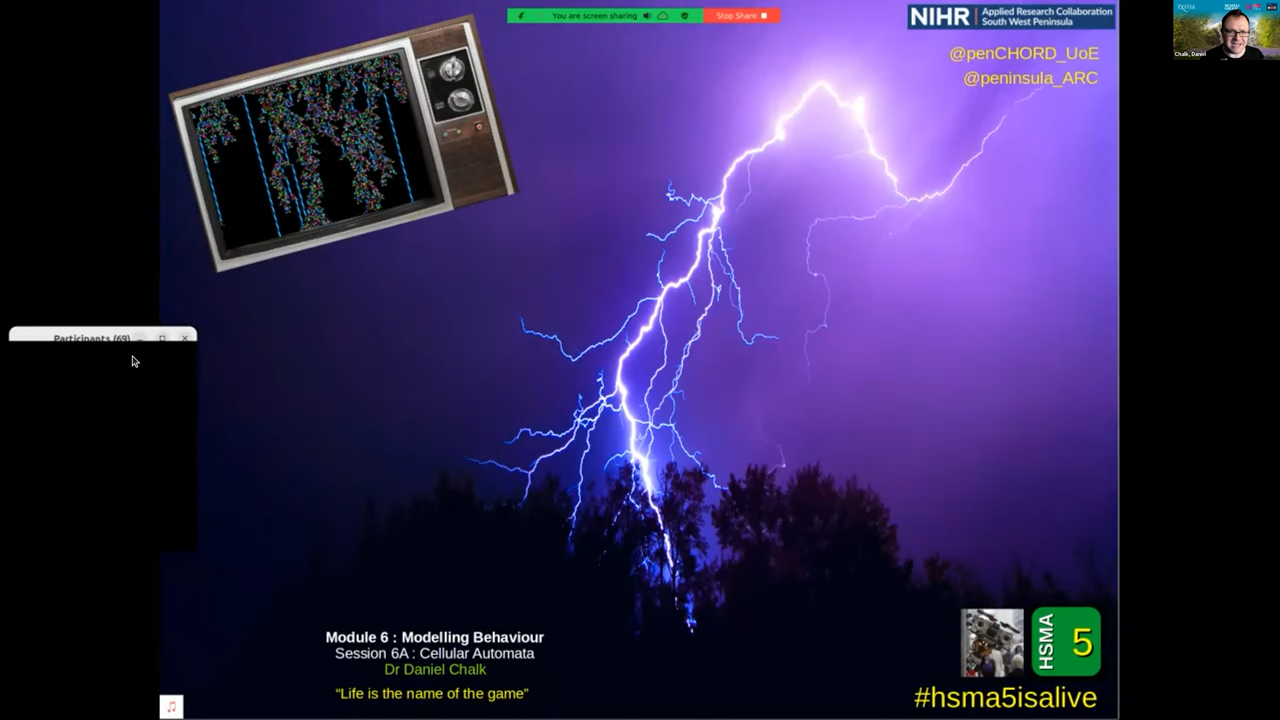 You are screen sharing
Stop Share
NIHR | Applied Research Collaboration
South West Peninsula
@penCHORD_UoE
@peninsula_ARC
Chalk, Daniel
Participants (69)
Module 6 : Modelling Behaviour
Session 6A : Cellular Automata
Dr Daniel Chalk
“Life is the name of the game”
HSMA 5
#hsma5isalive